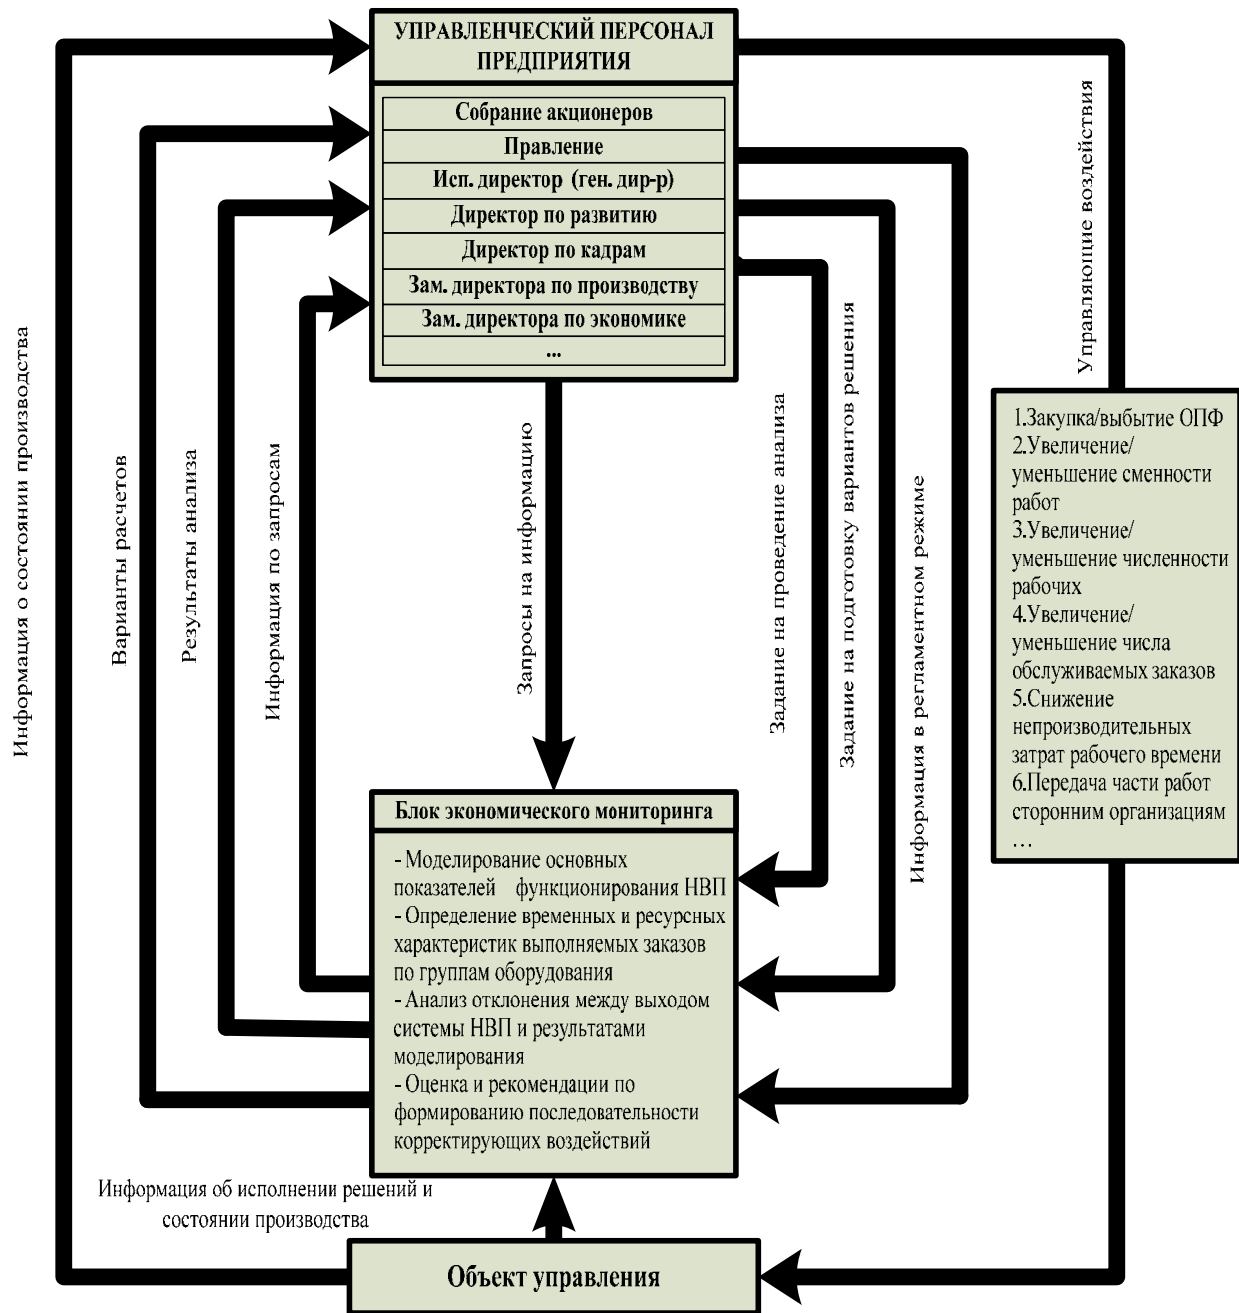 УПРАВЛЕНЧЕСКИЙ ПЕРСОНАЛ
ПРЕДПРИЯТИЯ
Собрание акционеров
Правление
Исп. директор (ген. дир-р)
Директор по развитию
Директор по кадрам
Зам. директора по производству
Зам. директора по экономике
...
Информация о состоянии производства
Варианты расчетов
Результаты анализа
Информация по запросам
Запросы на информацию
Задание на проведение анализа
Задание на подготовку вариантов решения
Информация в регламентном режиме
Управляющие воздействия
1.Закупка/выбытие ОПФ
2.Увеличение/
уменьшение сменности
работ
3.Увеличение/
уменьшение численности
рабочих
4.Увеличение/
уменьшение числа
обслуживаемых заказов
5.Снижение
непроизводительных
затрат рабочего времени
6.Передача части работ
сторонним организациям
…
Блок экономического мониторинга
- Моделирование основных
показателей функционирования НВП
- Определение временных и ресурсных
характеристик выполняемых заказов
по группам оборудования
- Анализ отклонения между выходом
системы НВП и результатами
моделирования
- Оценка и рекомендации по
формированию последовательности
корректирующих воздействий
Информация об исполнении решений и
состоянии производства
Объект управления